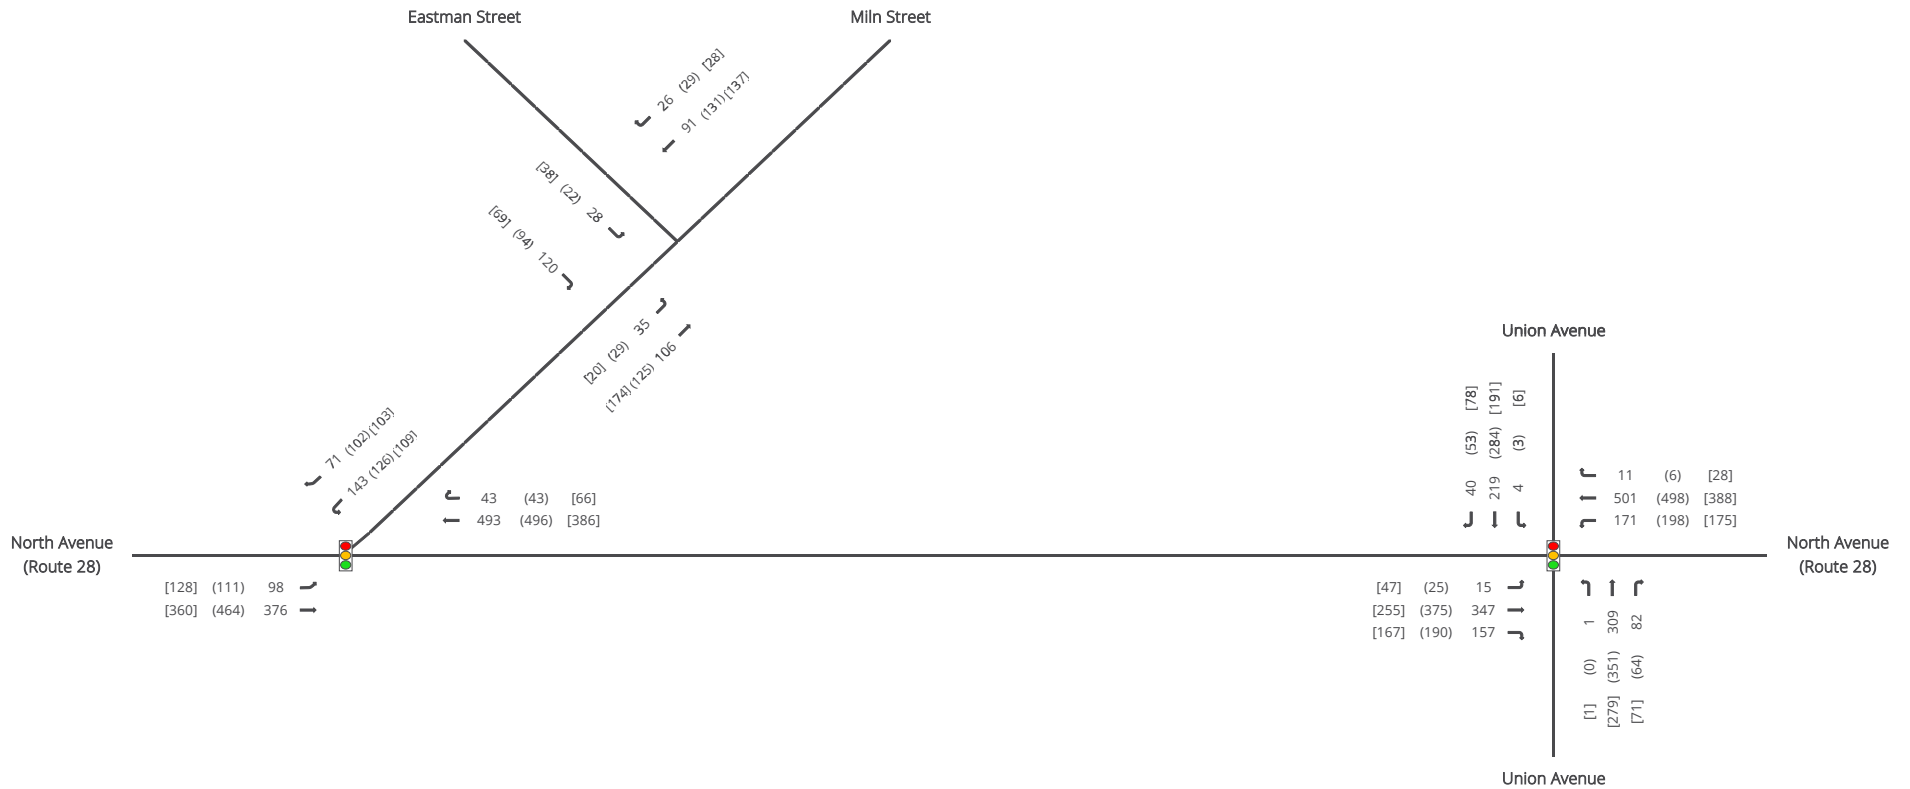 Eastman Street
Miln Street
26 (29) [28]
91 (131) [137]
[38] (22) 28
[69] (94) 120
[20] (29) 35
[174] (125) 106
Union Avenue
71 (102) [103]
143 (126) [109]
[78] (53) 40
[191] (284) 219
[6] (3) 4
43 (43) [66]
493 (496) [386]
11 (6) [28]
501 (498) [388]
171 (198) [175]
North Avenue
(Route 28)
North Avenue
(Route 28)
[128] (111) 98
[360] (464) 376
[47] (25) 15
[255] (375) 347
[167] (190) 157
[1] (0) 1
[279] (351) 309
[71] (64) 82
Union Avenue